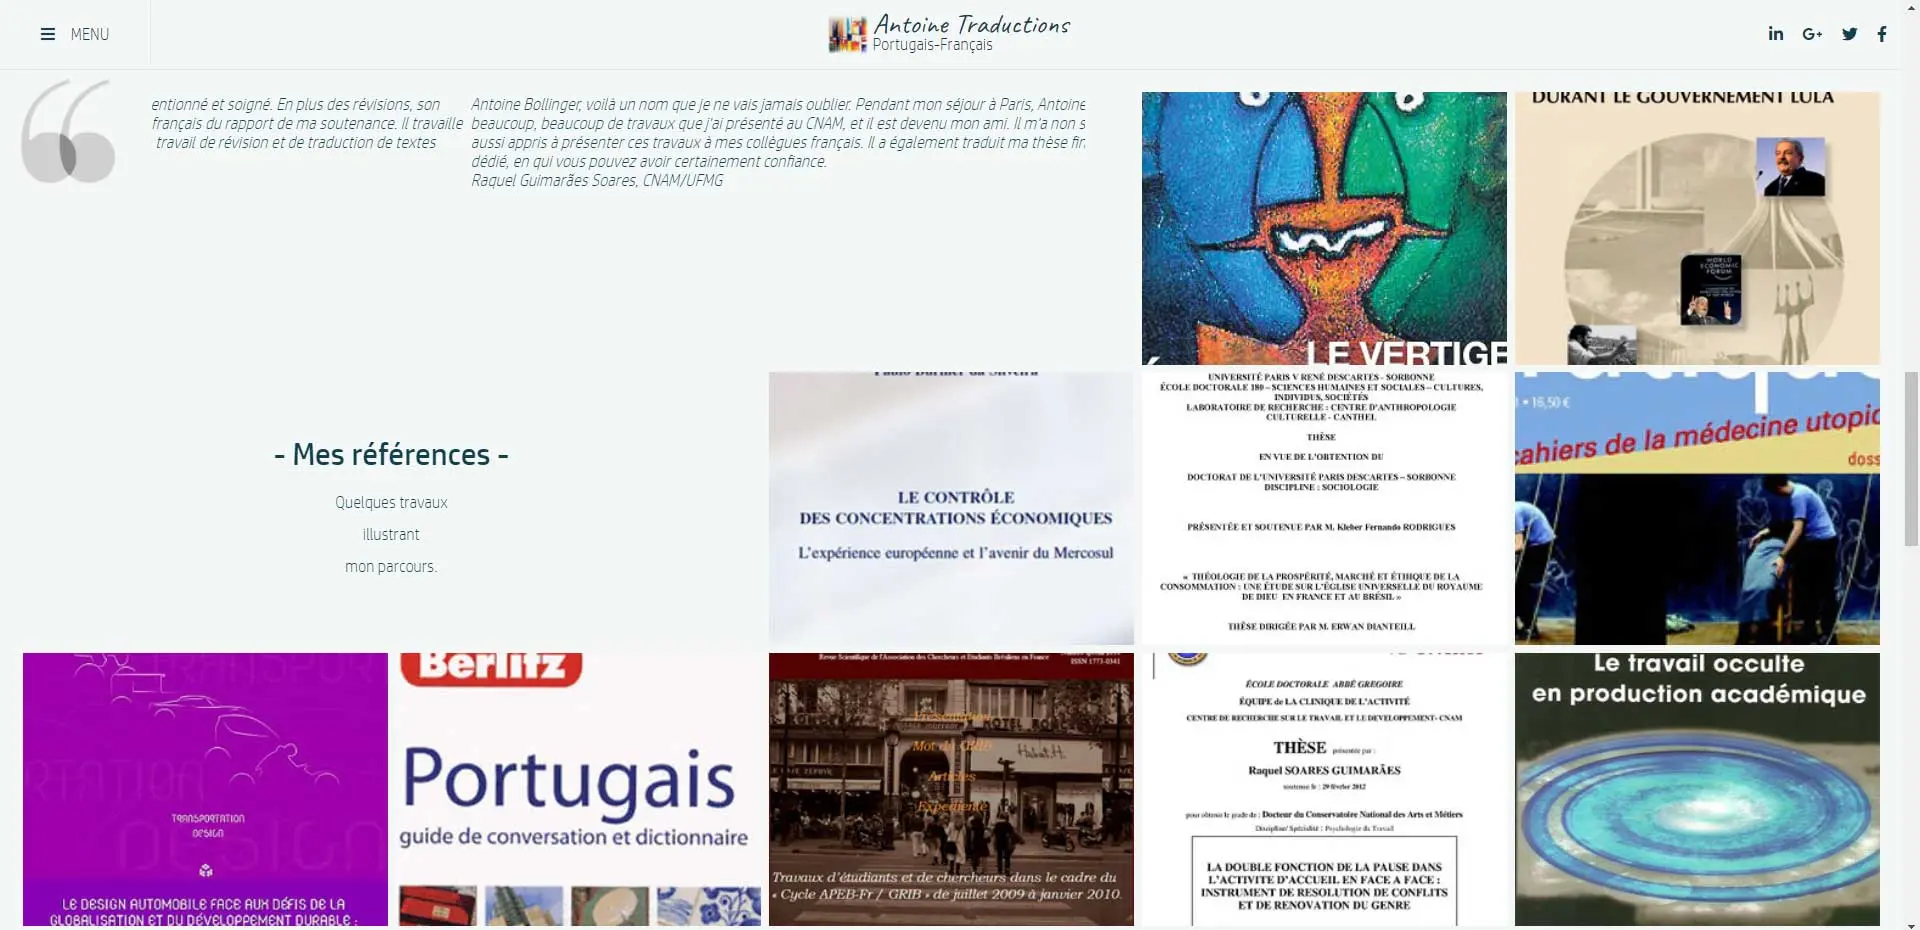 MENU
Antoine Traductions
Portugais-Français
entionné et soigné. En plus des révisions, son
français du rapport de ma soutenance. Il travaille
travail de révision et de traduction de textes
Antoine Bollinger, voilà un nom que je ne vais jamais oublier. Pendant mon séjour à Paris, Antoine
beaucoup, beaucoup de travaux que j'ai présenté au CNAM, et il est devenu mon ami. Il m'a non s
aussi appris à présenter ces travaux à mes collègues français. Il a également traduit ma thèse fin
dédié, en qui vous pouvez avoir certainement confiance.
Raquel Guimarães Soares, CNAM/UFMG
LE VERTIGE
DURANT LE GOUVERNEMENT LULA
WORLD
ECONOMIC
FORUM
- Mes références -
Quelques travaux
illustrant
mon parcours.
LE CONTRÔLE
DES CONCENTRATIONS ÉCONOMIQUES
L'expérience européenne et l'avenir du Mercosul
UNIVERSITÉ PARIS V RENÉ DESCARTES - SORBONNE
ÉCOLE DOCTORALE 180 – SCIENCES HUMAINES ET SOCIALES – CULTURES,
INDIVIDUS, SOCIÉTÉS
LABORATOIRE DE RECHERCHE : CENTRE D'ANTHROPOLOGIE
CULTURELLE - CANTHEL
THÈSE
EN VUE DE L'OBTENTION DU
DOCTORAT DE L'UNIVERSITÉ PARIS DESCARTES – SORBONNE
DISCIPLINE : SOCIOLOGIE
PRÉSENTÉE ET SOUTENUE PAR M. Kleber Fernando RODRIGUES
« THÉOLOGIE DE LA PROSPÉRITÉ, MARCHÉ ET ÉTHIQUE DE LA
CONSOMMATION : UNE ÉTUDE SUR L'ÉGLISE UNIVERSELLE DU ROYAUME
DE DIEU EN FRANCE ET AU BRÉSIL »
THÈSE DIRIGÉE PAR M. ERWAN DIANTEILL
• 16,50 €
cahiers de la médecine utopiq
doss
TRANSPORTATION
DESIGN
LE DESIGN AUTOMOBILE FACE AUX DÉFIS DE LA
GLOBALISATION ET DU DÉVELOPPEMENT DURABLE :
Berlitz
Portugais
guide de conversation et dictionnaire
Revue Scientifique de l'Association des Chercheurs et Etudiants Brésiliens en France
ISSN 1773-0341
Présentation
Mot du GRIB
Articles
Expediente
Travaux d'étudiants et de chercheurs dans le cadre du
« Cycle APEB-Fr / GRIB » de juillet 2009 à janvier 2010.
ÉCOLE DOCTORALE ABBÉ GREGOIRE
ÉQUIPE de LA CLINIQUE DE L'ACTIVITÉ
CENTRE DE RECHERCHE SUR LE TRAVAIL ET LE DEVELOPPEMENT- CNAM
THÈSE présentée par :
Raquel SOARES GUIMARÃES
soutenue le : 29 février 2012
pour obtenir le grade de : Docteur du Conservatoire National des Arts et Métiers
Discipline/ Spécialité : Psychologie du Travail
LA DOUBLE FONCTION DE LA PAUSE DANS
L'ACTIVITE D'ACCUEIL EN FACE A FACE :
INSTRUMENT DE RESOLUTION DE CONFLITS
ET DE RENOVATION DU GENRE
Le travail occulte
en production académique